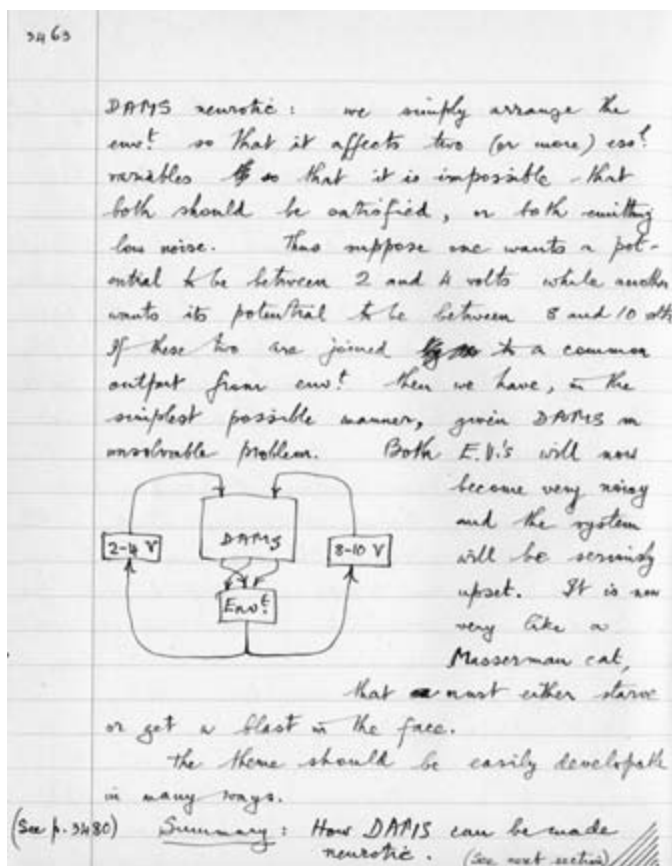 3463
DAMS neurotic: we simply arrange the
envt. so that it affects two (or more) esst.
variables so that it is impossible that
both should be satisfied, or both emitting
low noise. Thus suppose one wants a pot-
ential to be between 2 and 4 volts while another
wants its potential to be between 8 and 10 volts
If these two are joined to a common
output from envt. then we have, in the
simplest possible manner, given DAMS an
unsolvable problem. Both E.V.'s will now
become very noisy
and the system
will be seriously
upset. It is now
very like a
Masserman cat,
that must either starve
or get a blast in the face.
2-4 V
DAMS
8-10 V
Envt.
The theme should be easily developable
in many ways.
(See p. 3480) Summary: How DAMS can be made
neurotic. (See next section)